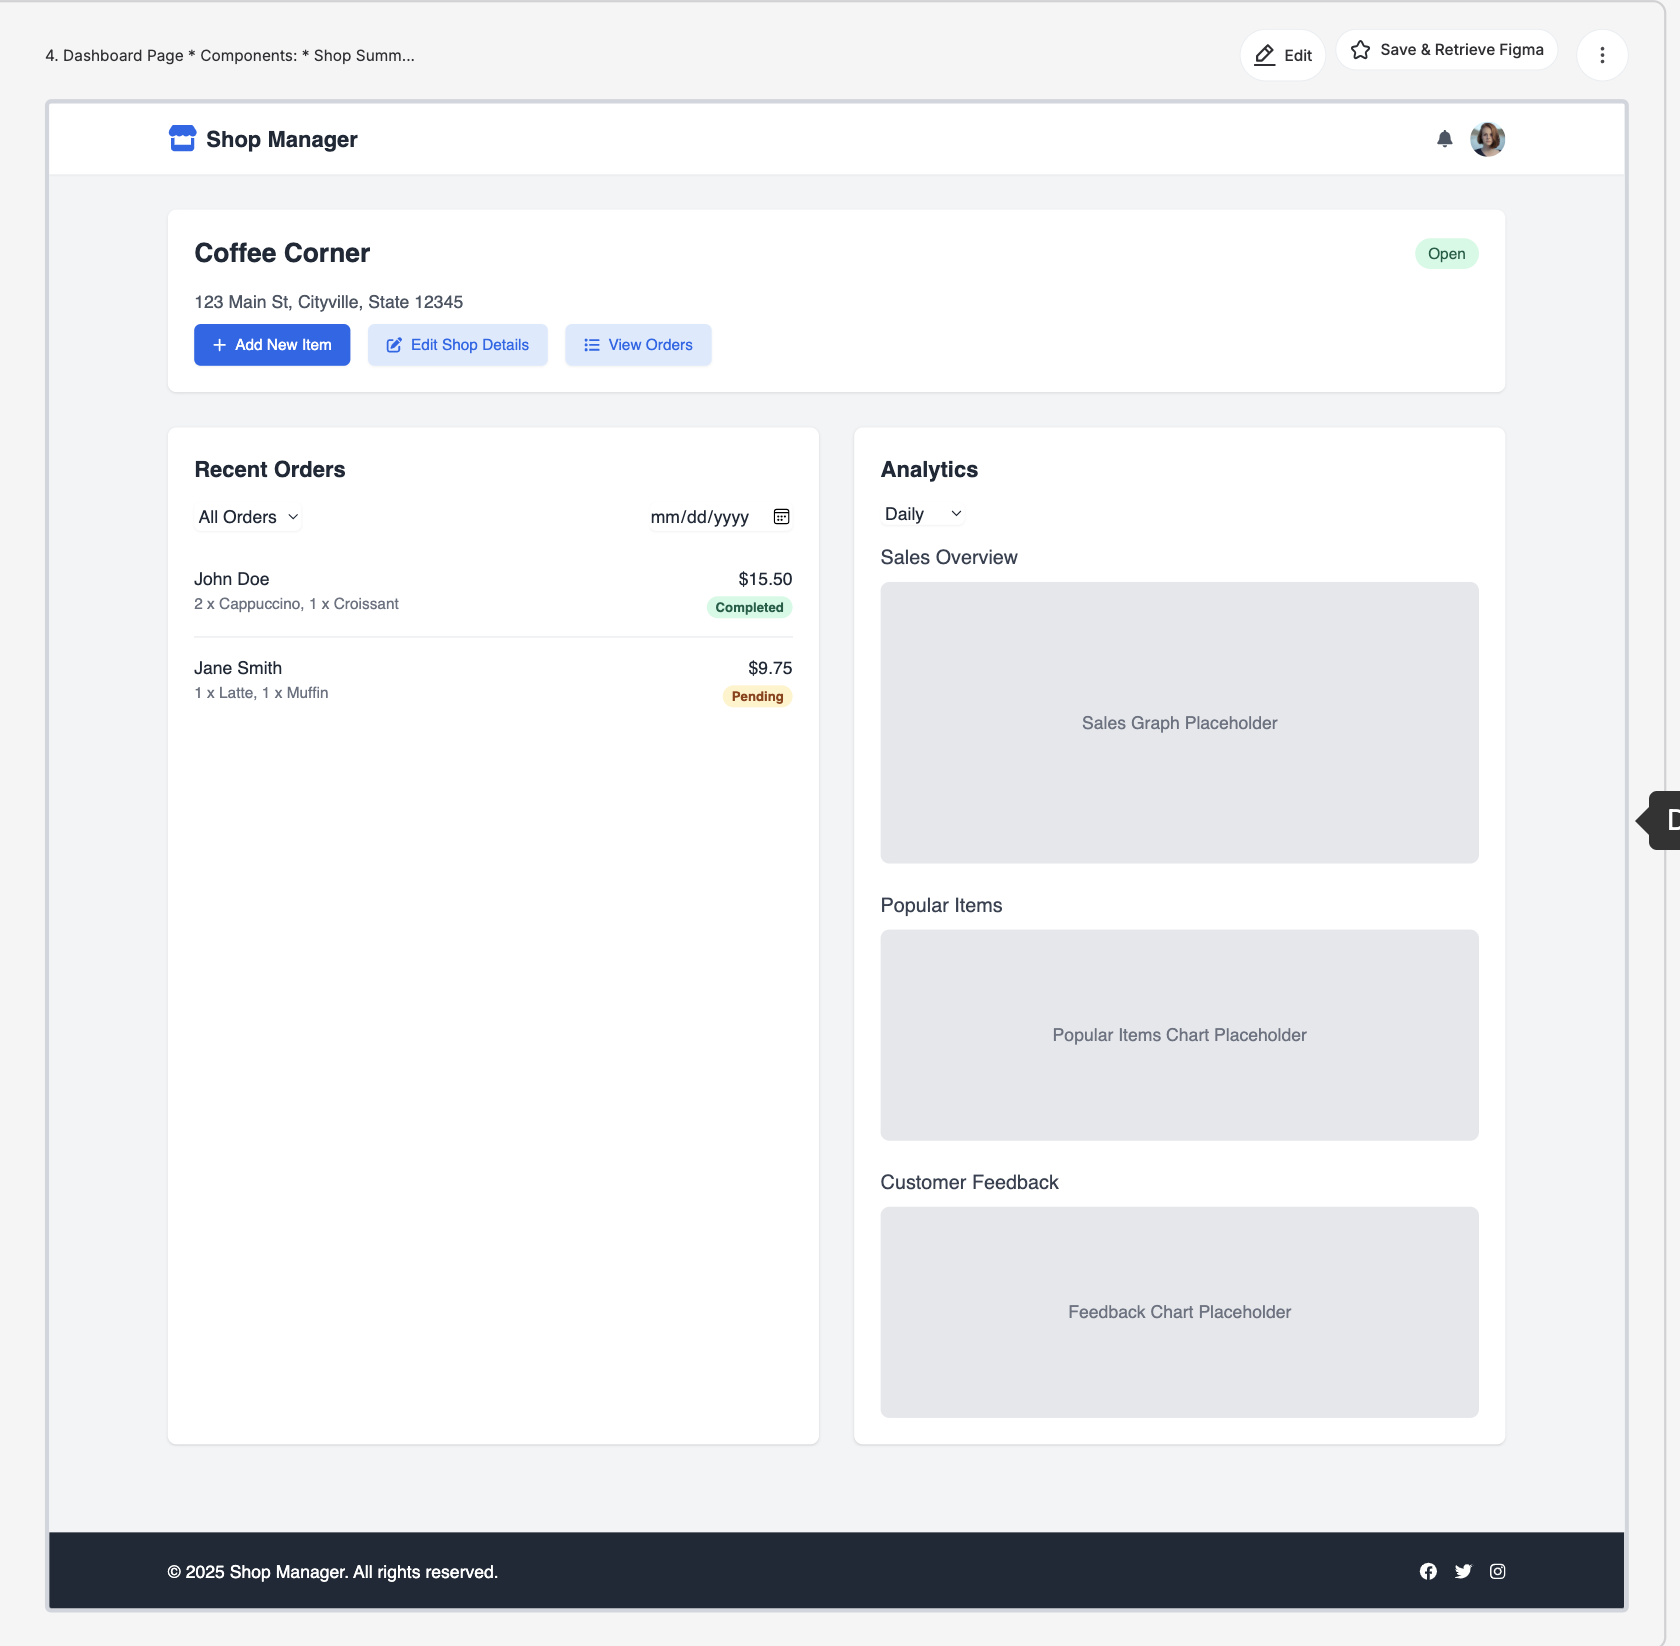 4. Dashboard Page * Components: * Shop Summ...
Edit
Save & Retrieve Figma
Shop Manager
Coffee Corner
Open
123 Main St, Cityville, State 12345
Add New Item
Edit Shop Details
View Orders
Recent Orders
All Orders
mm/dd/yyyy
John Doe
$15.50
2 x Cappuccino, 1 x Croissant
Completed
Jane Smith
$9.75
1 x Latte, 1 x Muffin
Pending
Analytics
Daily
Sales Overview
Sales Graph Placeholder
Popular Items
Popular Items Chart Placeholder
Customer Feedback
Feedback Chart Placeholder
© 2025 Shop Manager. All rights reserved.